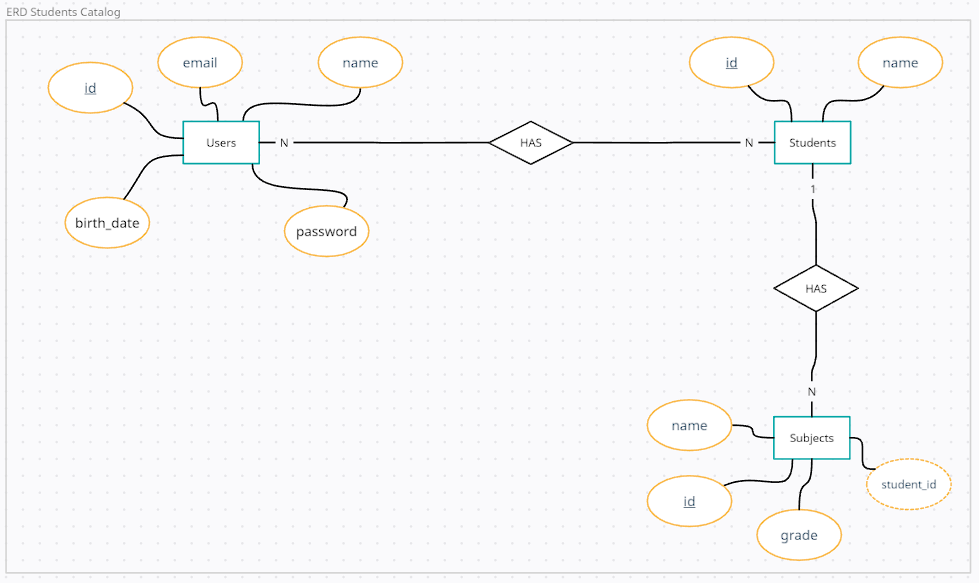 ERD Students Catalog
email
name
id
name
id
Users
N
HAS
N
Students
1
birth_date
password
HAS
N
name
Subjects
student_id
id
grade